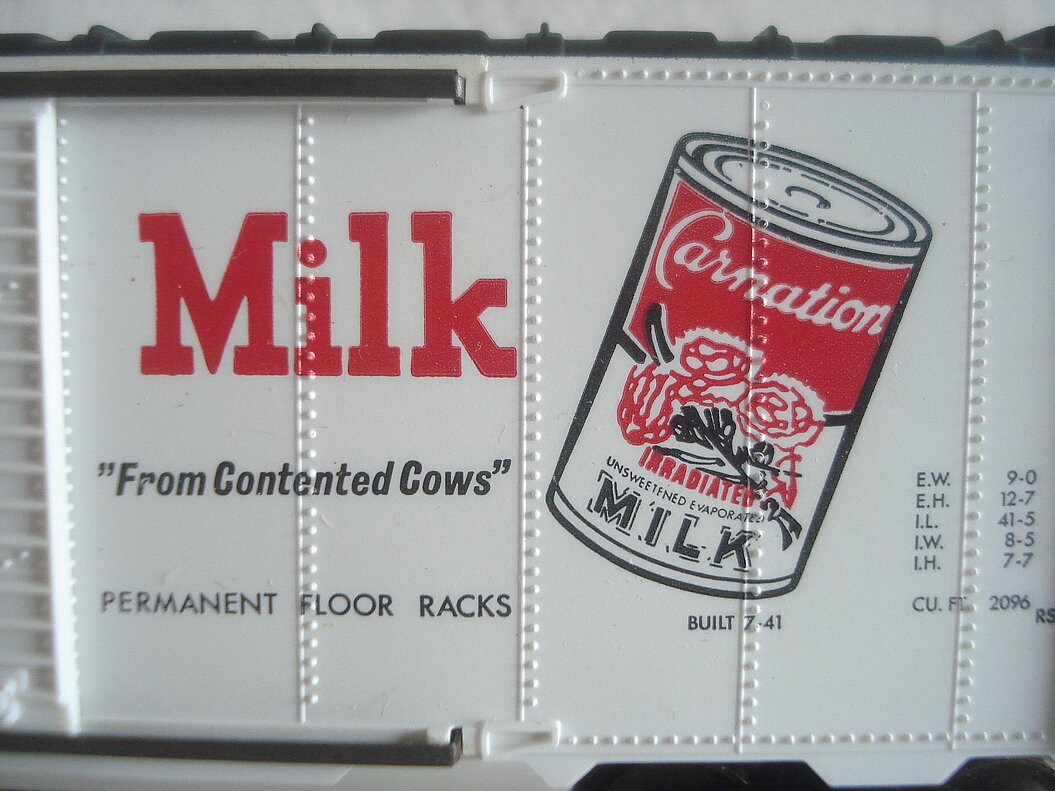 Milk
"From Contented Cows"
PERMANENT FLOOR RACKS
Carnation
IRRADIATED
UNSWEETENED EVAPORATED
MILK
BUILT 7-41
E.W. 9-0
E.H. 12-7
I.L. 41-5
I.W. 8-5
I.H. 7-7
CU. FT. 2096
RS